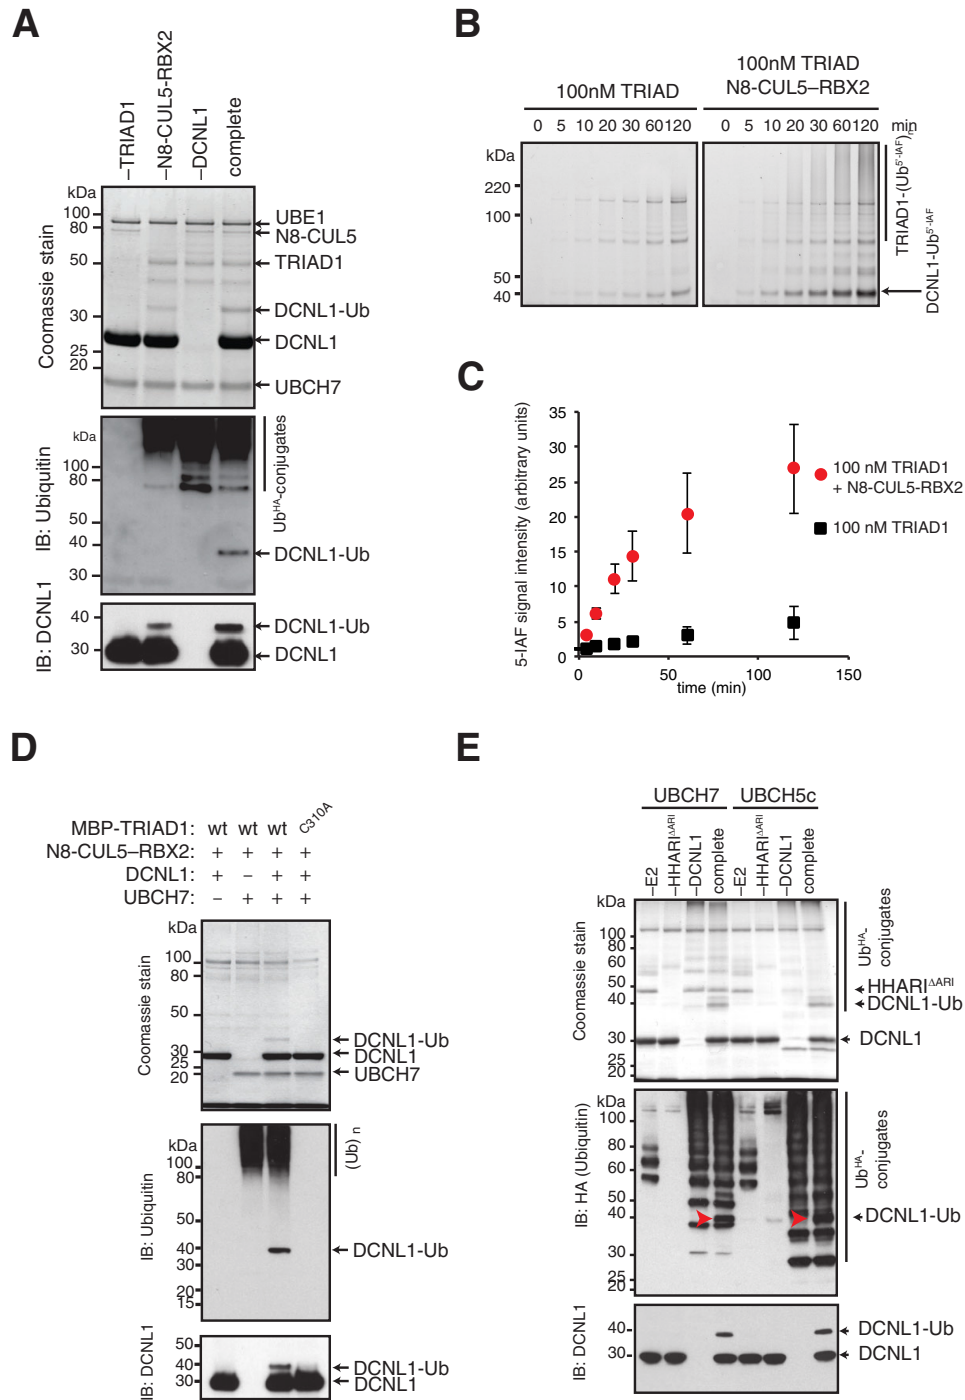 A
–TRIAD1
–N8-CUL5-RBX2
–DCNL1
complete
kDa
100
80
50
30
25
20
Coomassie stain
UBE1
N8-CUL5
TRIAD1
DCNL1-Ub
DCNL1
UBCH7
kDa
100
80
50
40
30
IB: Ubiquitin
Ub^HA-conjugates
DCNL1-Ub
40
30
IB: DCNL1
DCNL1-Ub
DCNL1
B
100nM TRIAD
100nM TRIAD
N8-CUL5–RBX2
0 5 10 20 30 60 120
0 5 10 20 30 60 120 min
kDa
220
100
50
40
TRIAD1-(Ub^5'-IAF)n
DCNL1-Ub^5'-IAF
C
5-IAF signal intensity (arbitrary units)
35
30
25
20
15
10
5
0
0 50 100 150
time (min)
100 nM TRIAD1
+ N8-CUL5-RBX2
100 nM TRIAD1
D
MBP-TRIAD1: wt wt wt C310A
N8-CUL5–RBX2: + + + +
DCNL1: + – + +
UBCH7: – + + +
kDa
100
80
50
30
25
20
Coomassie stain
DCNL1-Ub
DCNL1
UBCH7
kDa
100
80
50
40
30
20
15
IB: Ubiquitin
(Ub) n
DCNL1-Ub
50
40
30
IB: DCNL1
DCNL1-Ub
DCNL1
E
UBCH7 UBCH5c
–E2
–HHARI^ΔARI
–DCNL1
complete
–E2
–HHARI^ΔARI
–DCNL1
complete
kDa
100
80
60
50
40
30
20
Coomassie stain
Ub^HA-
conjugates
HHARI^ΔARI
DCNL1-Ub
DCNL1
kDa
100
80
60
50
40
30
25
20
IB: HA (Ubiquitin)
Ub^HA-
conjugates
DCNL1-Ub
40
30
IB: DCNL1
DCNL1-Ub
DCNL1